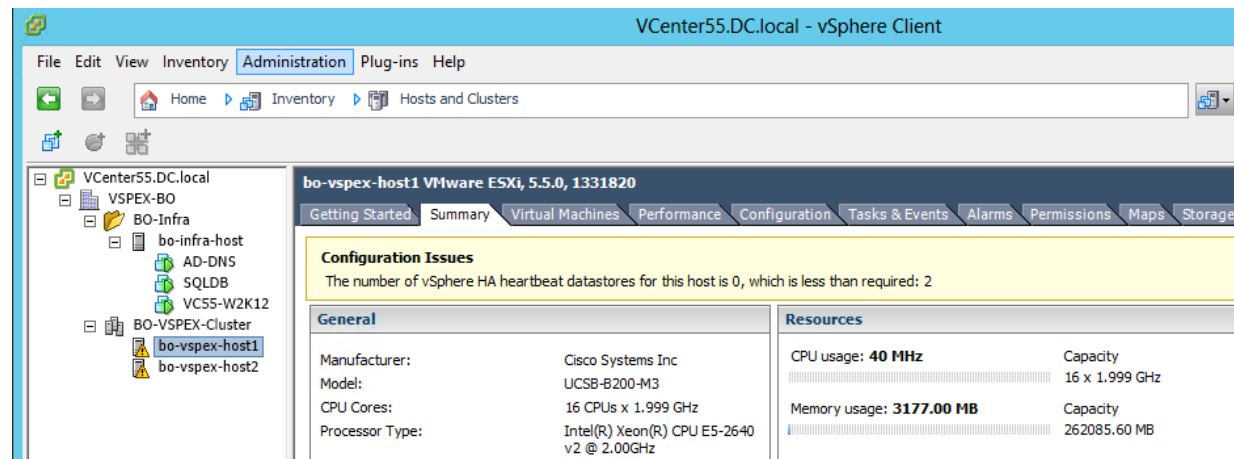 VCenter55.DC.local - vSphere Client
File Edit View Inventory Administration Plug-ins Help
Home Inventory Hosts and Clusters
VCenter55.DC.local
VSPEX-BO
BO-Infra
bo-infra-host
AD-DNS
SQLDB
VC55-W2K12
BO-VSPEX-Cluster
bo-vspex-host1
bo-vspex-host2
bo-vspex-host1 VMware ESXi, 5.5.0, 1331820
Getting Started Summary Virtual Machines Performance Configuration Tasks & Events Alarms Permissions Maps Storage
Configuration Issues
The number of vSphere HA heartbeat datastores for this host is 0, which is less than required: 2
General
Manufacturer: Cisco Systems Inc
Model: UCSB-B200-M3
CPU Cores: 16 CPUs x 1.999 GHz
Processor Type: Intel(R) Xeon(R) CPU E5-2640
v2 @ 2.00GHz
Resources
CPU usage: 40 MHz Capacity
16 x 1.999 GHz
Memory usage: 3177.00 MB Capacity
262085.60 MB